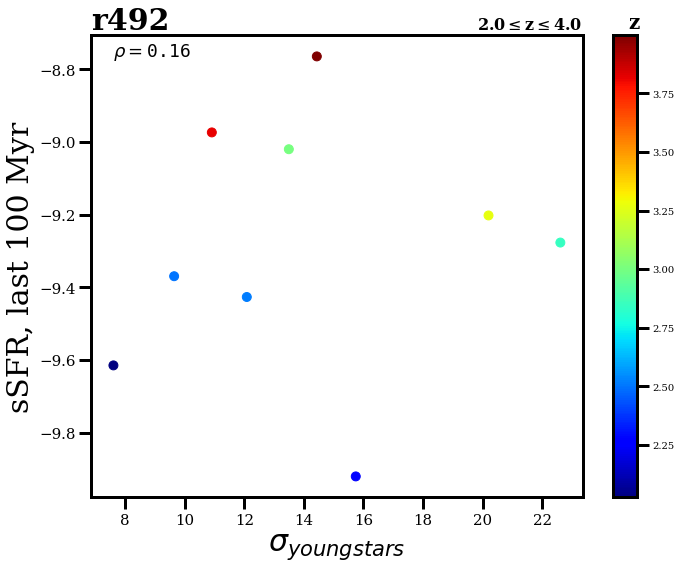 r492
2.0 ≤ z ≤ 4.0
z
ρ = 0.16
−8.8
−9.0
−9.2
−9.4
−9.6
−9.8
sSFR, last 100 Myr
8 10 12 14 16 18 20 22
σyoungstars
3.75
3.50
3.25
3.00
2.75
2.50
2.25